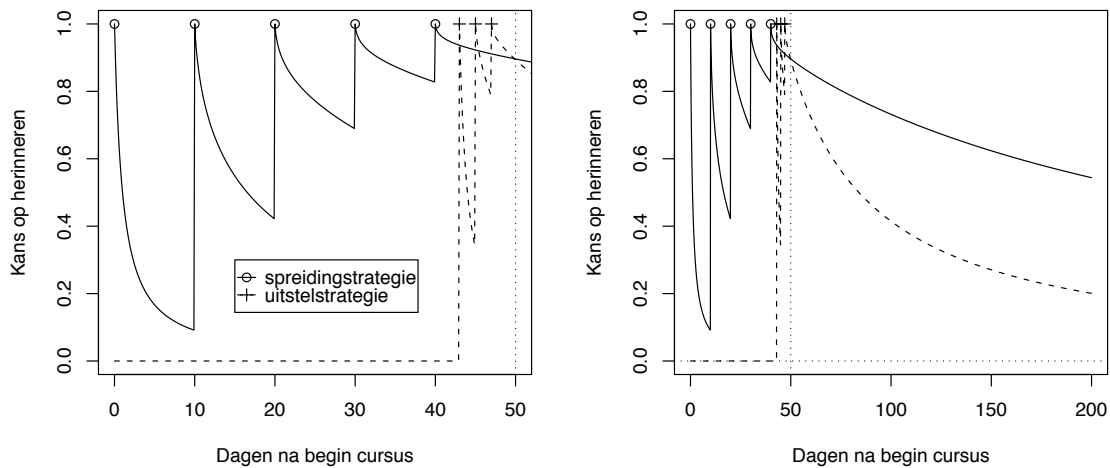 Kans op herinneren
1.0
0.8
0.6
0.4
0.2
0.0
spreidingstrategie
uitstelstrategie
0 10 20 30 40 50
Dagen na begin cursus
Kans op herinneren
1.0
0.8
0.6
0.4
0.2
0.0
0 50 100 150 200
Dagen na begin cursus